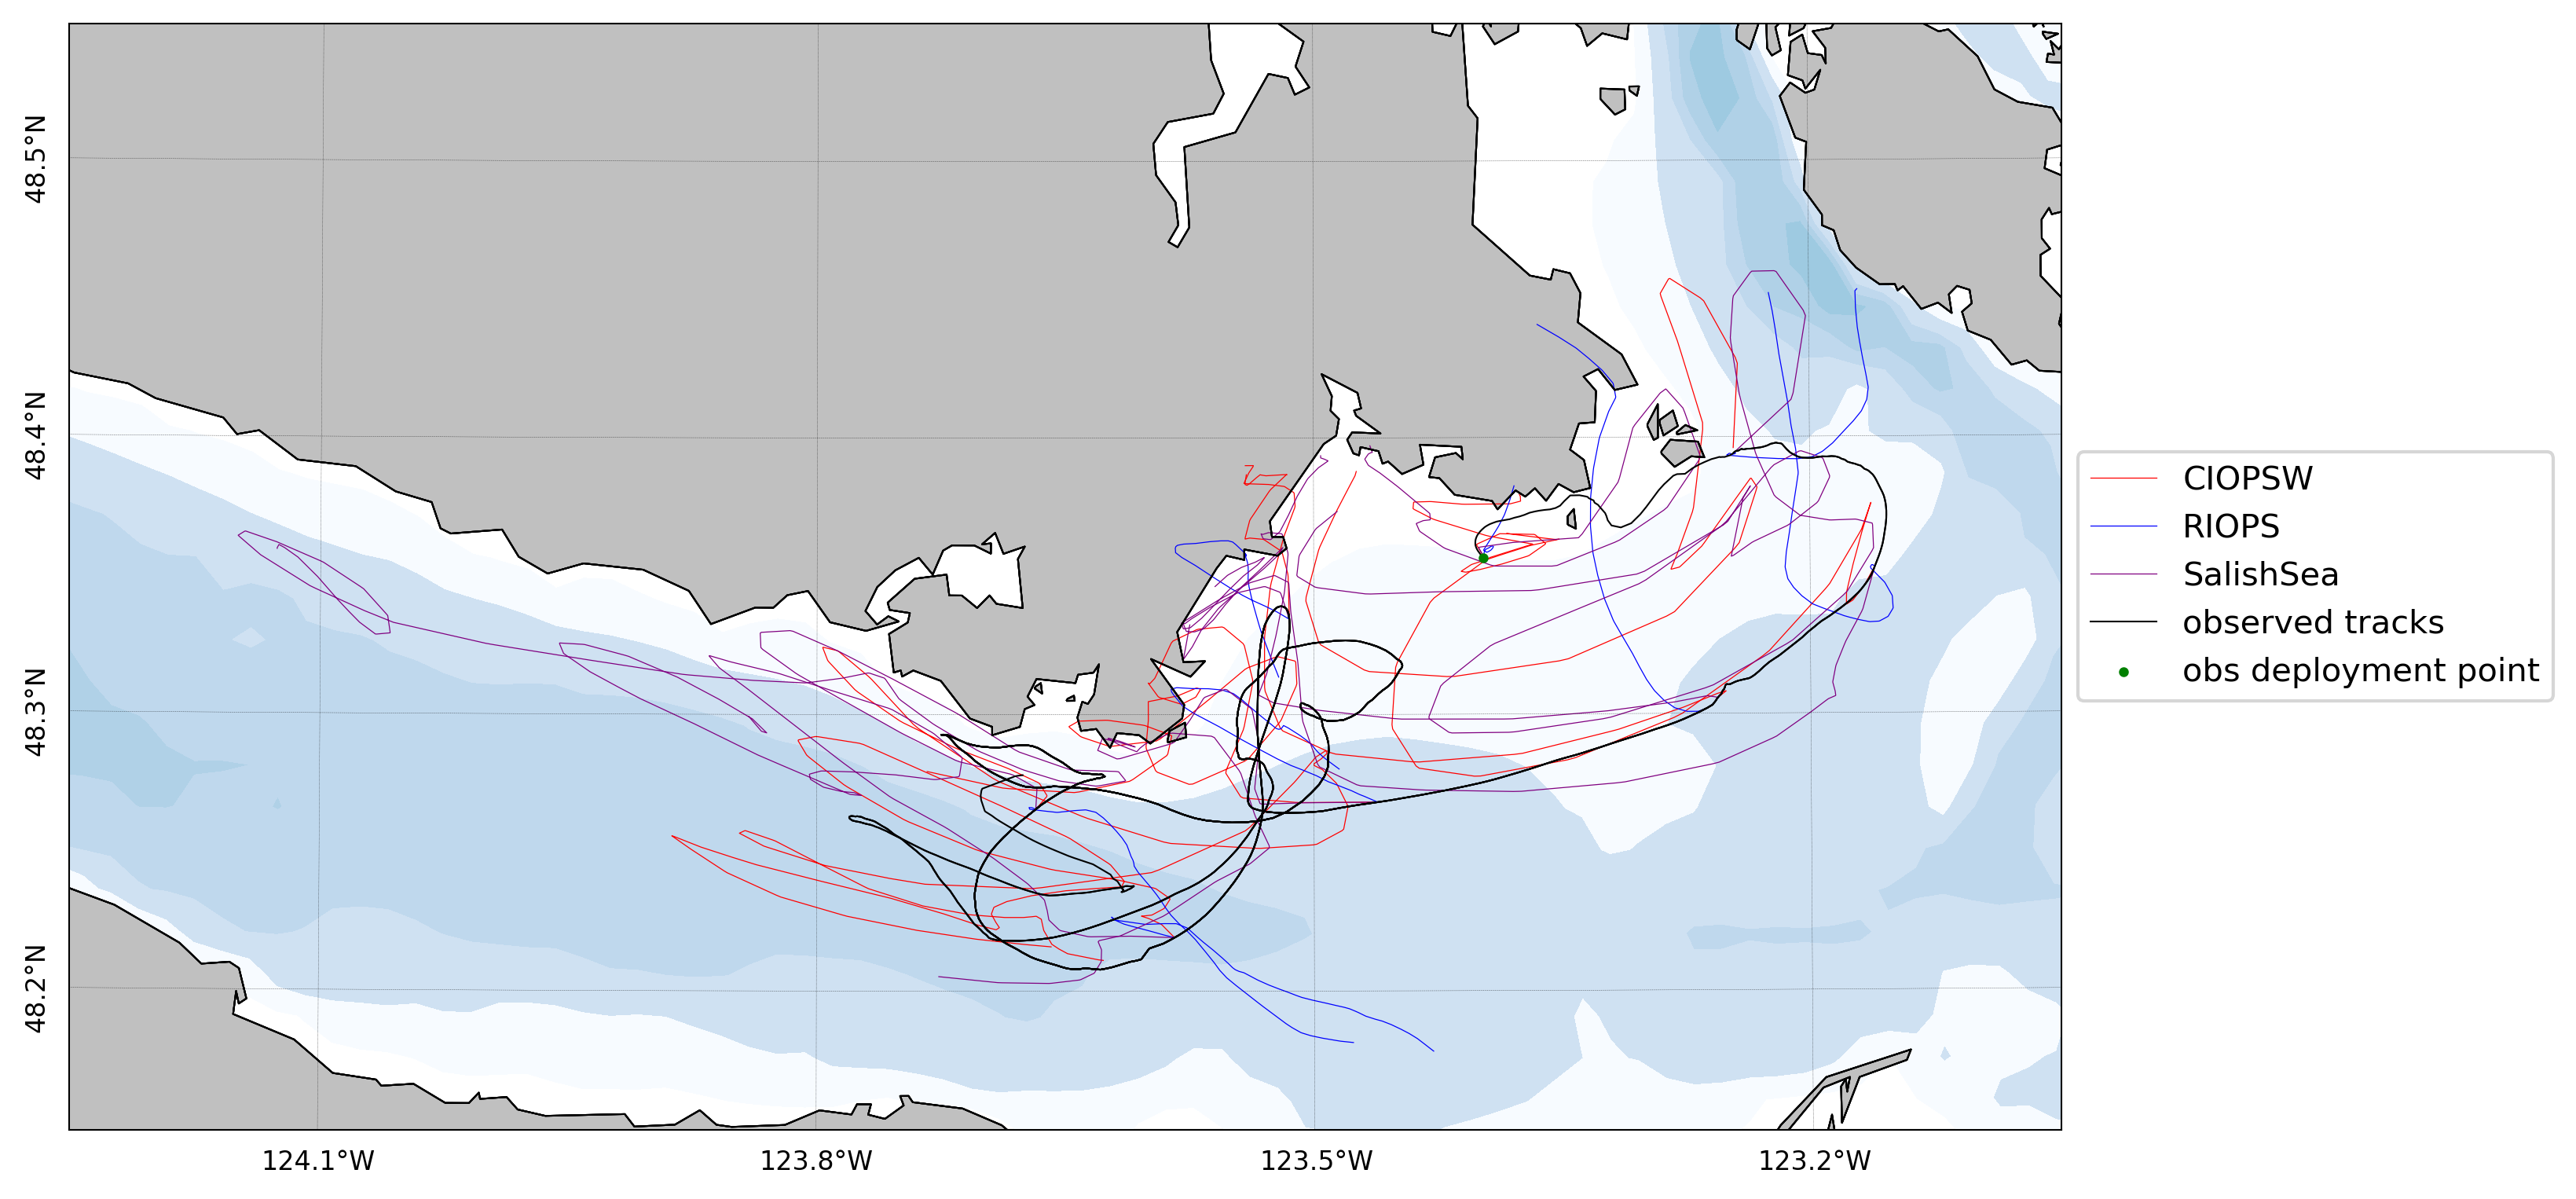 48.5°N
48.4°N
48.3°N
48.2°N
124.1°W
123.8°W
123.5°W
123.2°W
CIOPSW
RIOPS
SalishSea
observed tracks
obs deployment point